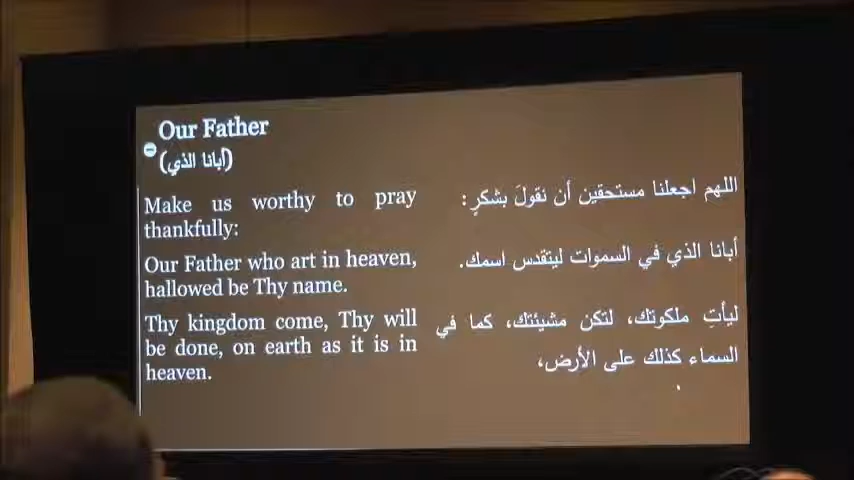 Our Father
(أبانا الذي)
Make us worthy to pray
thankfully:
اللهم اجعلنا مستحقين أن نقولَ بشكرٍ:
Our Father who art in heaven,
hallowed be Thy name.
أبانا الذي في السموات ليتقدس اسمك.
Thy kingdom come, Thy will
be done, on earth as it is in
heaven.
ليأتِ ملكوتك، لتكن مشيئتك، كما في
السماء كذلك على الأرض،